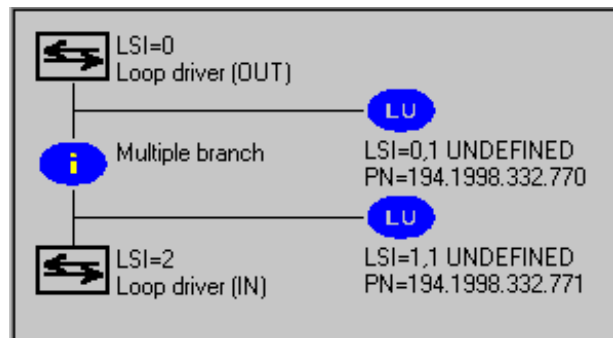 LSI=0
Loop driver (OUT)
LU
i
Multiple branch
LSI=0,1 UNDEFINED
PN=194.1998.332.770
LU
LSI=2
Loop driver (IN)
LSI=1,1 UNDEFINED
PN=194.1998.332.771